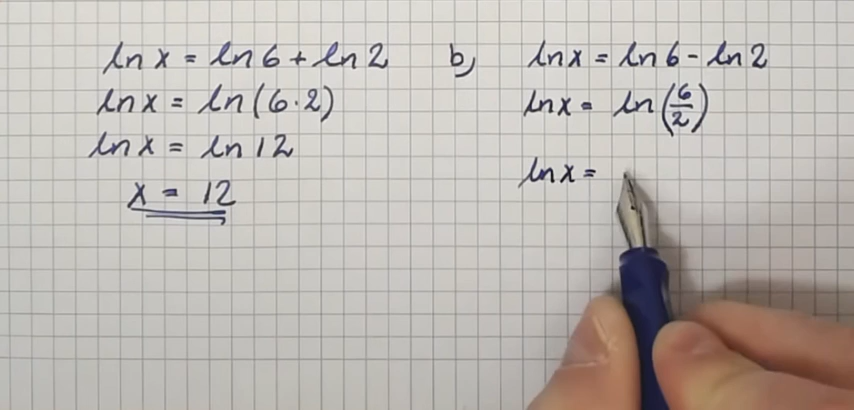 ln x = ln 6 + ln 2
ln x = ln (6·2)
ln x = ln 12
x = 12
b) ln x = ln 6 - ln 2
ln x = ln (6/2)
ln x =